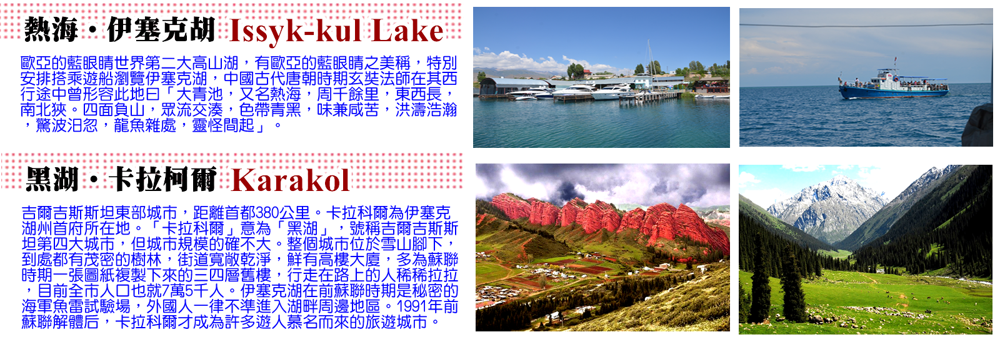 熱海・伊塞克胡 Issyk-kul Lake
歐亞的藍眼睛世界第二大高山湖，有歐亞的藍眼睛之美稱，特別
安排搭乘遊船瀏覽伊塞克湖，中國古代唐朝時期玄奘法師在其西
行途中曾形容此地曰「大青池，又名熱海，周千餘里，東西長，
南北狹。四面負山，眾流交湊，色帶青黑，味兼咸苦，洪濤浩瀚
，驚波汩忽，龍魚雜處，靈怪間起」。
黑湖・卡拉柯爾 Karakol
吉爾吉斯斯坦東部城市，距離首都380公里。卡拉科爾為伊塞克
湖州首府所在地。「卡拉科爾」意為「黑湖」，號稱吉爾吉斯斯
坦第四大城市，但城市規模的確不大。整個城市位於雪山腳下，
到處都有茂密的樹林，街道寬敞乾淨，鮮有高樓大廈，多為蘇聯
時期一張圖紙複製下來的三四層舊樓，行走在路上的人稀稀拉拉
，目前全市人口也就7萬5千人。伊塞克湖在前蘇聯時期是秘密的
海軍魚雷試驗場，外國人一律不準進入湖畔周邊地區。1991年前
蘇聯解體后，卡拉科爾才成為許多遊人慕名而來的旅遊城市。